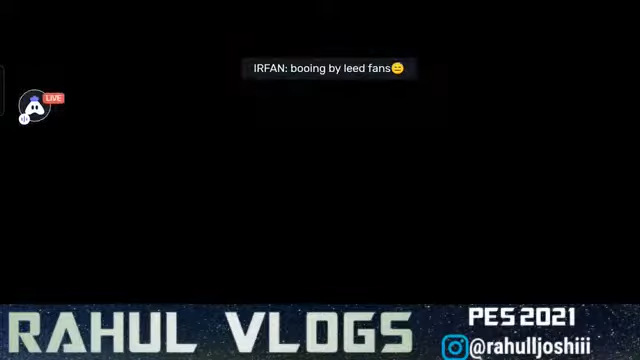 IRFAN: booing by leed fans😑
LIVE
RAHUL VLOGS
PES 2021
@rahulljoshiii